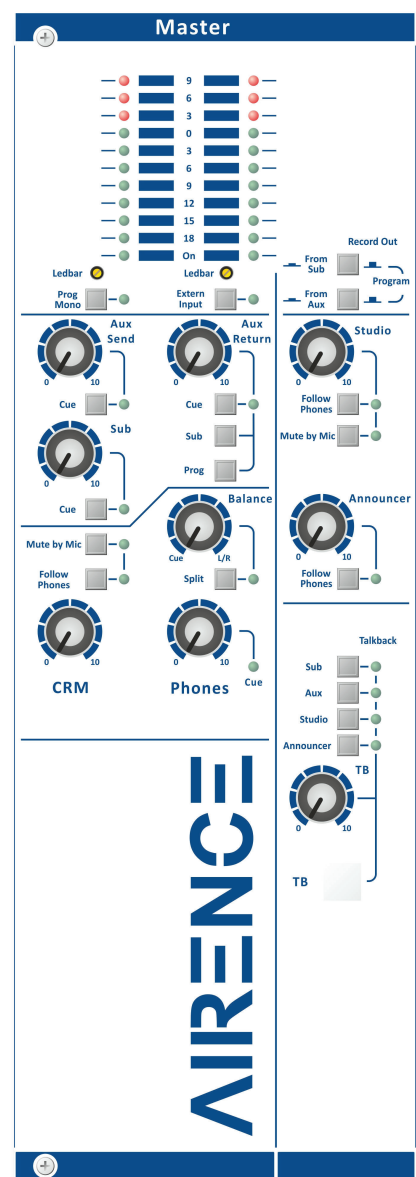 Master
9
6
3
0
3
6
9
12
15
18
On
Ledbar
Ledbar
Prog
Mono
Extern
Input
Record Out
From
Sub
Program
From
Aux
Aux
Send
0 10
Cue
Aux
Return
0 10
Cue
Sub
Prog
Studio
0 10
Follow
Phones
Mute by Mic
Sub
0 10
Cue
Balance
Cue L/R
Split
Announcer
0 10
Follow
Phones
Mute by Mic
Follow
Phones
0 10
CRM
0 10
Phones
Cue
Talkback
Sub
Aux
Studio
Announcer
TB
0 10
TB
AIRENCE